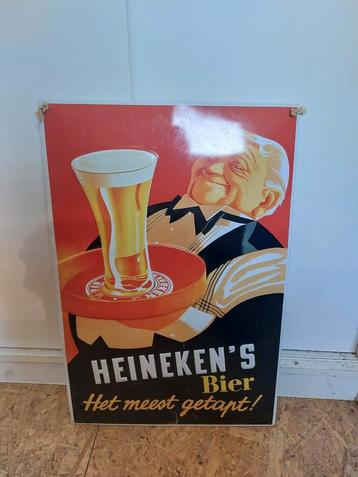 HEINEKEN'S
Bier
Het meest getapt!